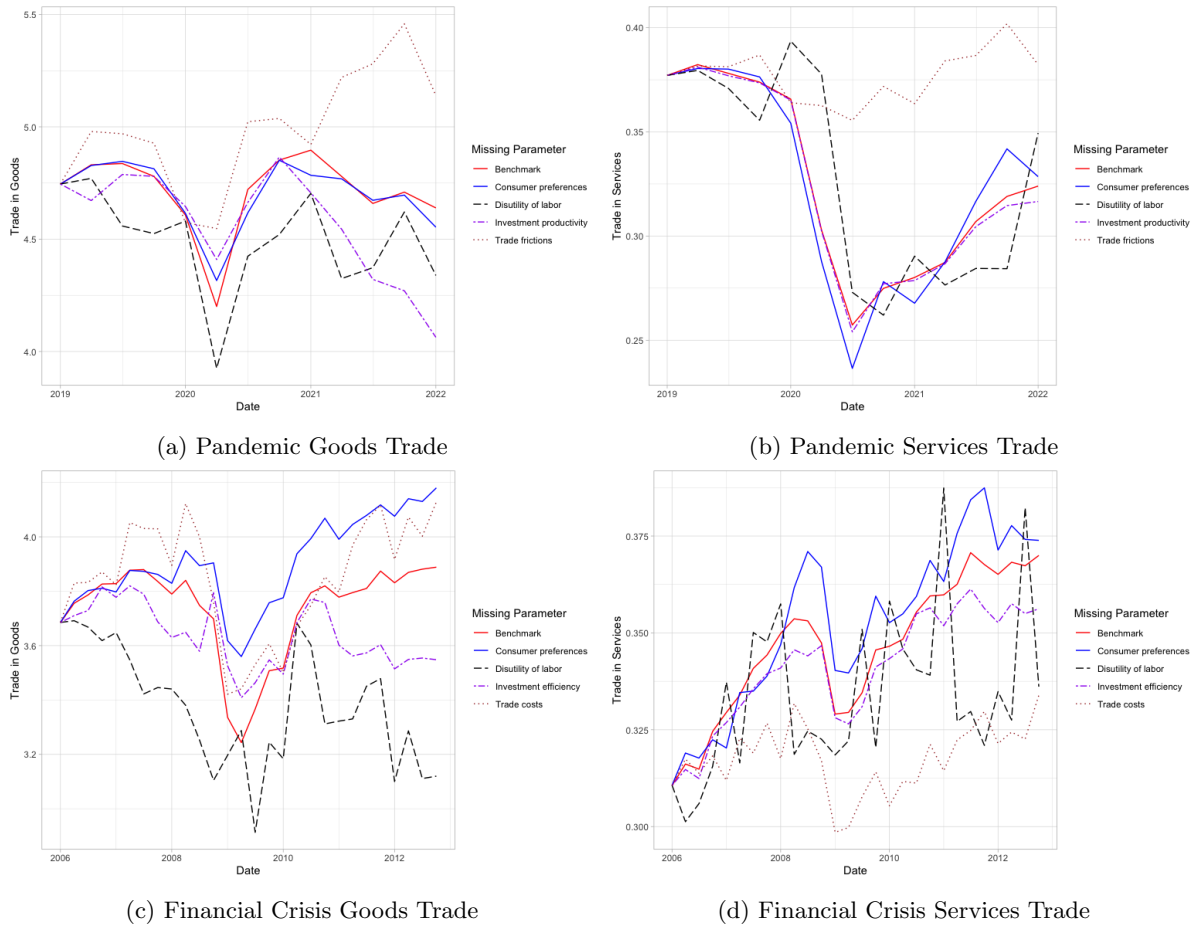 5.5
5.0
4.5
4.0
Trade in Goods
2019
2020
2021
2022
Date
Missing Parameter
Benchmark
Consumer preferences
Disutility of labor
Investment productivity
Trade frictions
(a) Pandemic Goods Trade
0.40
0.35
0.30
0.25
Trade in Services
2019
2020
2021
2022
Date
Missing Parameter
Benchmark
Consumer preferences
Disutility of labor
Investment productivity
Trade frictions
(b) Pandemic Services Trade
4.0
3.6
3.2
Trade in Goods
2006
2008
2010
2012
Date
Missing Parameter
Benchmark
Consumer preferences
Disutility of labor
Investment efficiency
Trade costs
(c) Financial Crisis Goods Trade
0.375
0.350
0.325
0.300
Trade in Services
2006
2008
2010
2012
Date
Missing Parameter
Benchmark
Consumer preferences
Disutility of labor
Investment efficiency
Trade costs
(d) Financial Crisis Services Trade